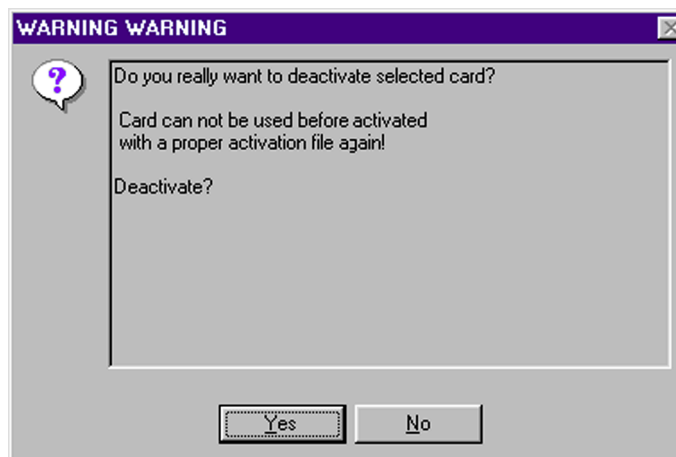 WARNING WARNING
Do you really want to deactivate selected card?
Card can not be used before activated
with a proper activation file again!
Deactivate?
Yes
No